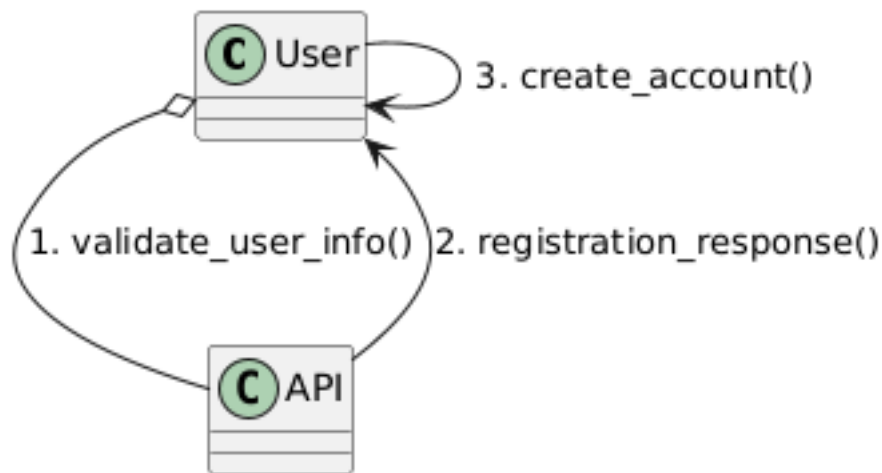 C User
3. create_account()
1. validate_user_info()
2. registration_response()
C API